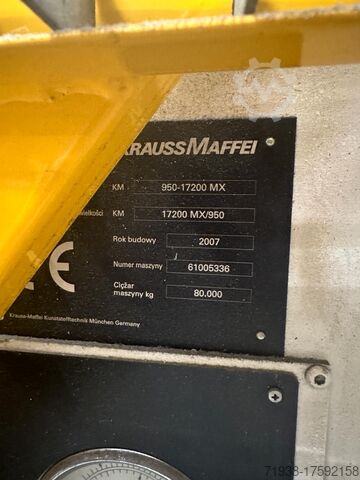 KRAUSSMAFFEI
KM 950-17200 MX
wielkości KM 17200 MX/950
Rok budowy 2007
Numer maszyny 61005336
Ciężar
maszyny kg 80.000
CE
Krauss-Maffei Kunststofftechnik München Germany
71938-17592158